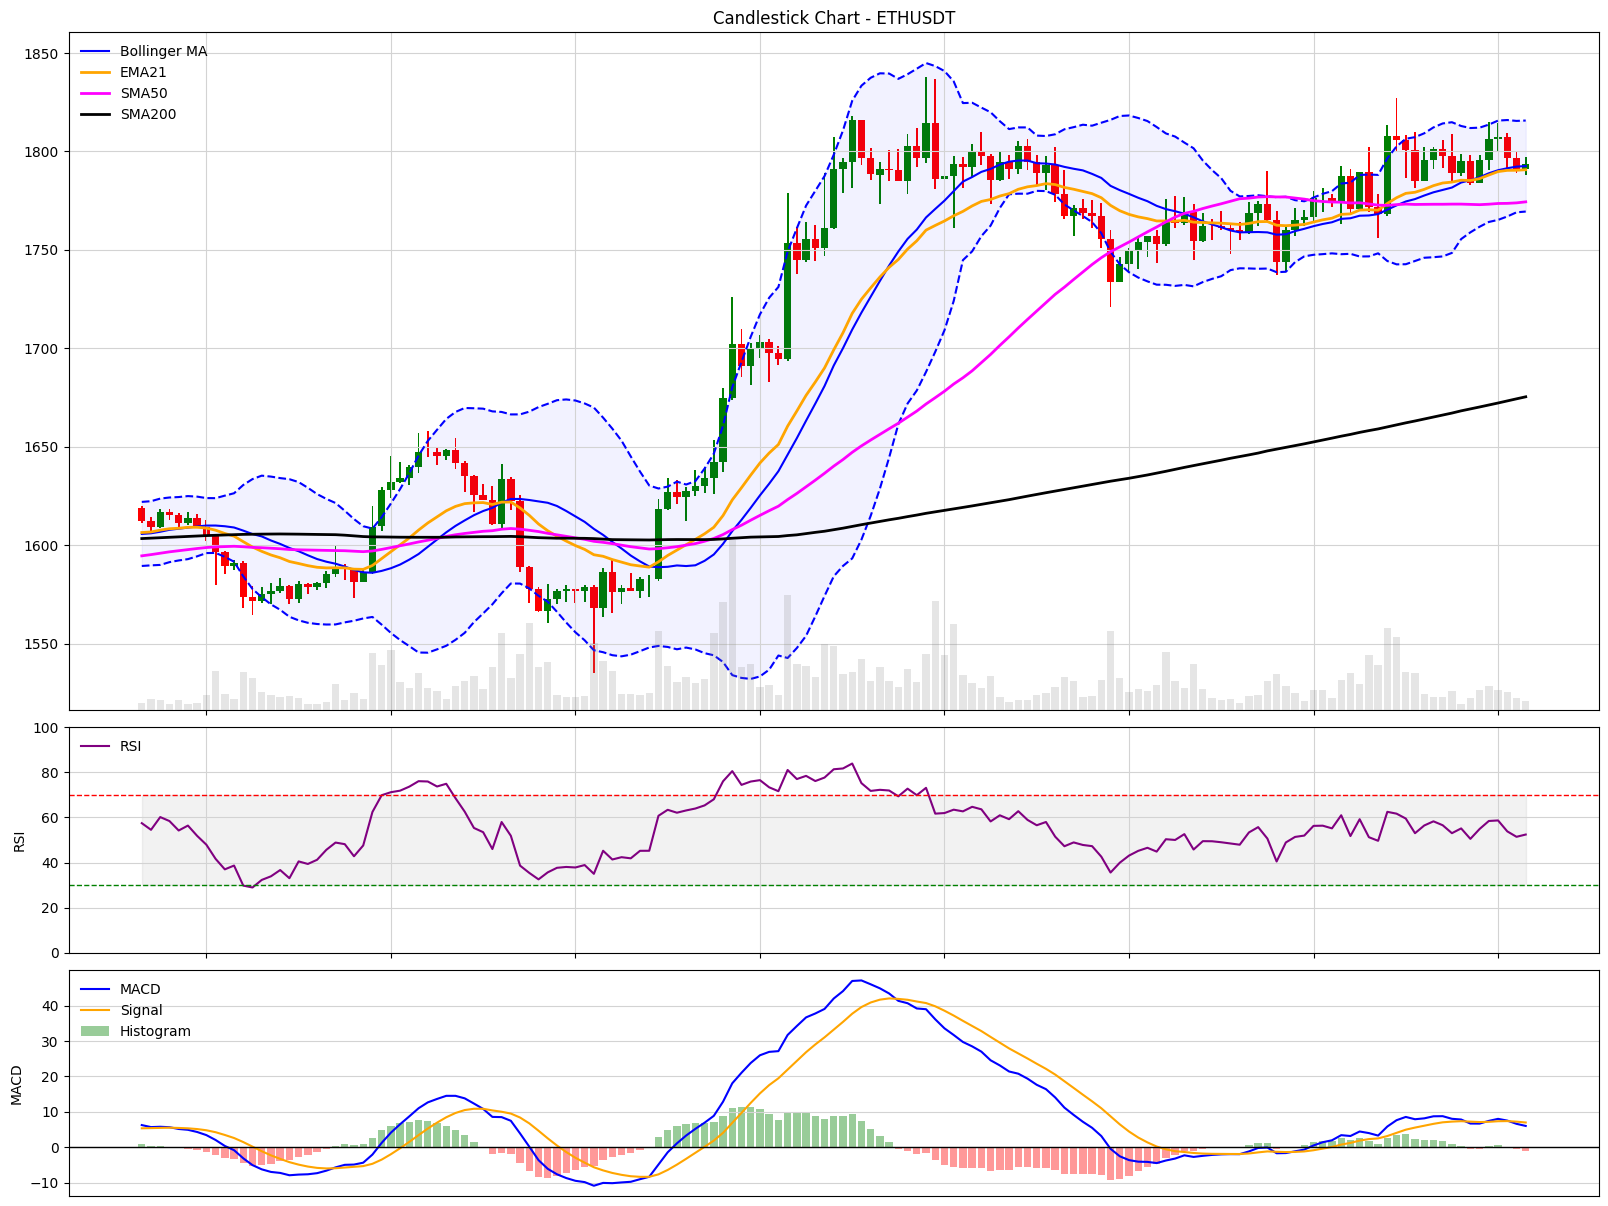 Candlestick Chart - ETHUSDT
Bollinger MA
EMA21
SMA50
SMA200
1850
1800
1750
1700
1650
1600
1550
RSI
RSI
100
80
60
40
20
0
MACD
Signal
Histogram
MACD
40
30
20
10
0
−10